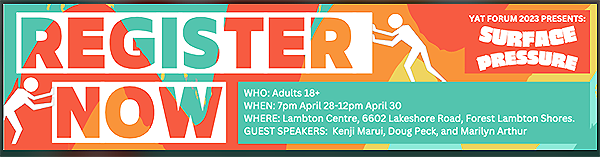 REGISTER
NOW
YAT FORUM 2023 PRESENTS:
SURFACE
PRESSURE
WHO: Adults 18+
WHEN: 7pm April 28-12pm April 30
WHERE: Lambton Centre, 6602 Lakeshore Road, Forest Lambton Shores.
GUEST SPEAKERS: Kenji Marui, Doug Peck, and Marilyn Arthur